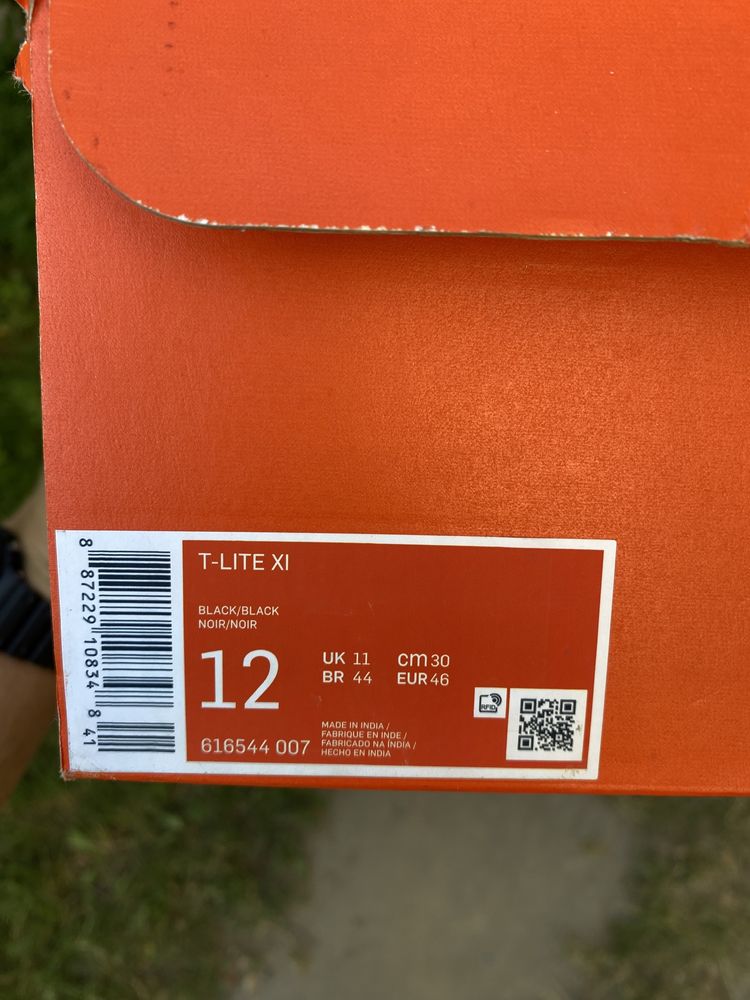 8 87229 10834 8 41
T-LITE XI
BLACK/BLACK
NOIR/NOIR
12
UK 11 cm 30
BR 44 EUR 46
RFID
616544 007
MADE IN INDIA /
FABRIQUE EN INDE /
FABRICADO NA ÍNDIA /
HECHO EN INDIA